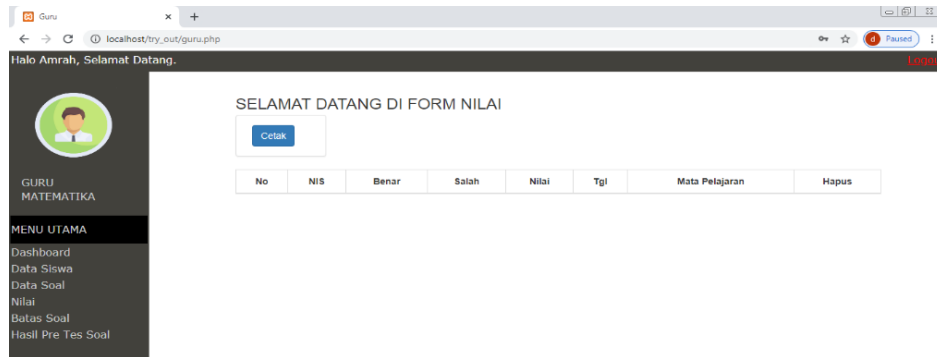 Guru
localhost/try_out/guru.php
d Paused
Halo Amrah, Selamat Datang.
Logout
SELAMAT DATANG DI FORM NILAI
Cetak
No NIS Benar Salah Nilai Tgl Mata Pelajaran Hapus
GURU
MATEMATIKA
MENU UTAMA
Dashboard
Data Siswa
Data Soal
Nilai
Batas Soal
Hasil Pre Tes Soal